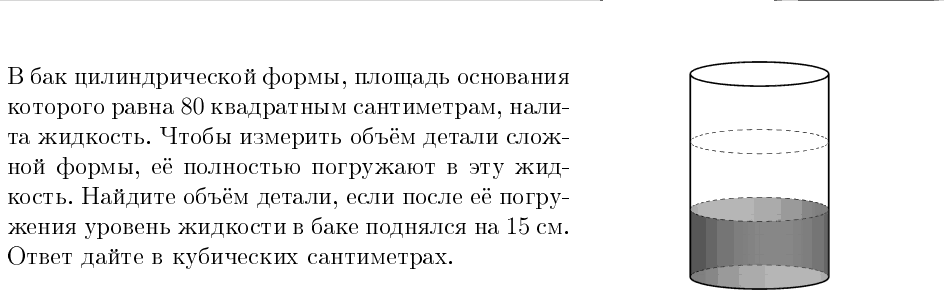 В бак цилиндрической формы, площадь основания
которого равна 80 квадратным сантиметрам, нали-
та жидкость. Чтобы измерить объём детали слож-
ной формы, её полностью погружают в эту жид-
кость. Найдите объём детали, если после её погру-
жения уровень жидкости в баке поднялся на 15 см.
Ответ дайте в кубических сантиметрах.